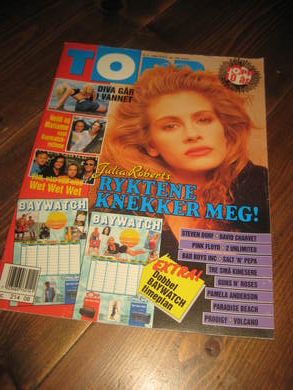 TOPP
DIVA GÅR
I VANNET
Wet Wet Wet
Julia Roberts
RYKTENE
KNEKKER MEG!
BAYWATCH
BAYWATCH
EXTRA!
Dobbel
BAYWATCH
timeplan
STEVEN DORFF · DAVID CHARVET
PINK FLOYD · 2 UNLIMITED
BAD BOYS INC · SALT 'N' PEPA
THE SMÅ KINESERE
GUNS N' ROSES
PAMELA ANDERSON
PARADISE BEACH
PRODIGY · VOLCANO